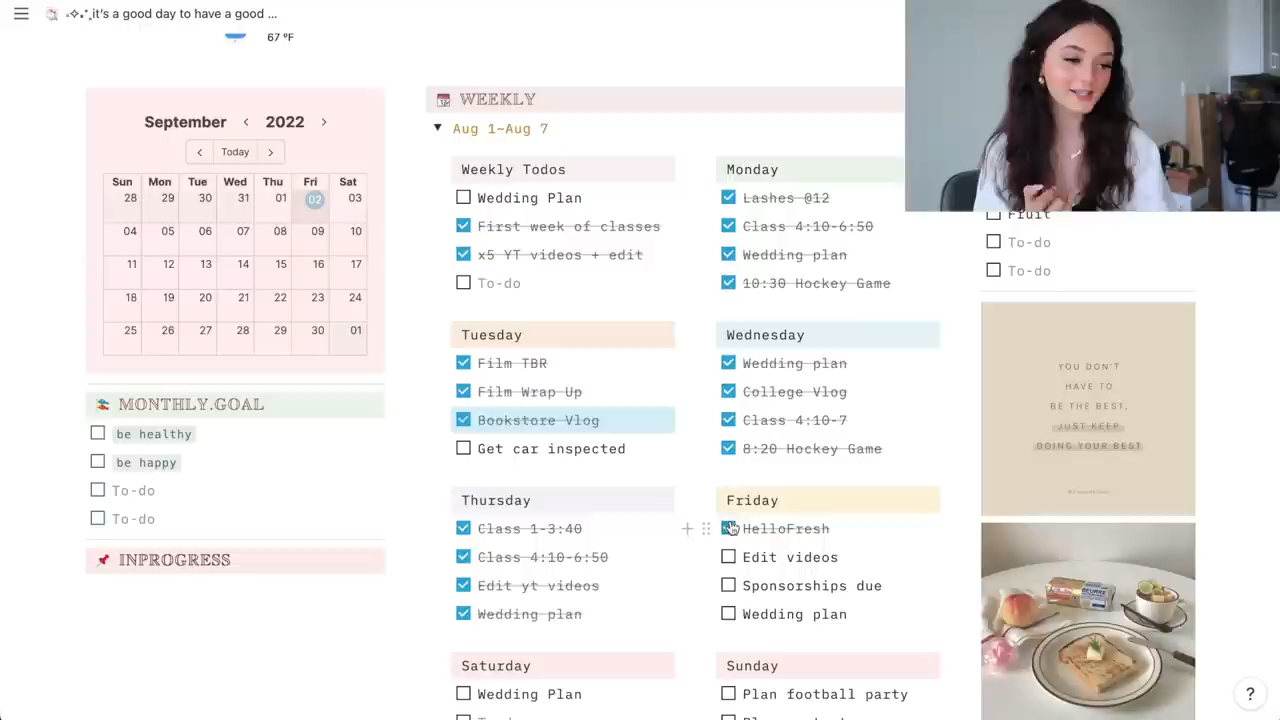 it's a good day to have a good ...
67 °F
September
2022
Today
Sun Mon Tue Wed Thu Fri Sat
28 29 30 31 01 02 03
04 05 06 07 08 09 10
11 12 13 14 15 16 17
18 19 20 21 22 23 24
25 26 27 28 29 30 01
MONTHLY.GOAL
be healthy
be happy
To-do
To-do
INPROGRESS
WEEKLY
Aug 1~Aug 7
Weekly Todos
Wedding Plan
First week of classes
x5 YT videos + edit
To-do
Monday
Lashes @12
Class 4:10-6:50
Wedding plan
10:30 Hockey Game
Tuesday
Film TBR
Film Wrap Up
Bookstore Vlog
Get car inspected
Wednesday
Wedding plan
College Vlog
Class 4:10-7
8:20 Hockey Game
Thursday
Class 1-3:40
Class 4:10-6:50
Edit yt videos
Wedding plan
Friday
HelloFresh
Edit videos
Sponsorships due
Wedding plan
Saturday
Wedding Plan
Sunday
Plan football party
Fruit
To-do
To-do
YOU DON'T
HAVE TO
BE THE BEST,
JUST KEEP
DOING YOUR BEST
BEURRE
?